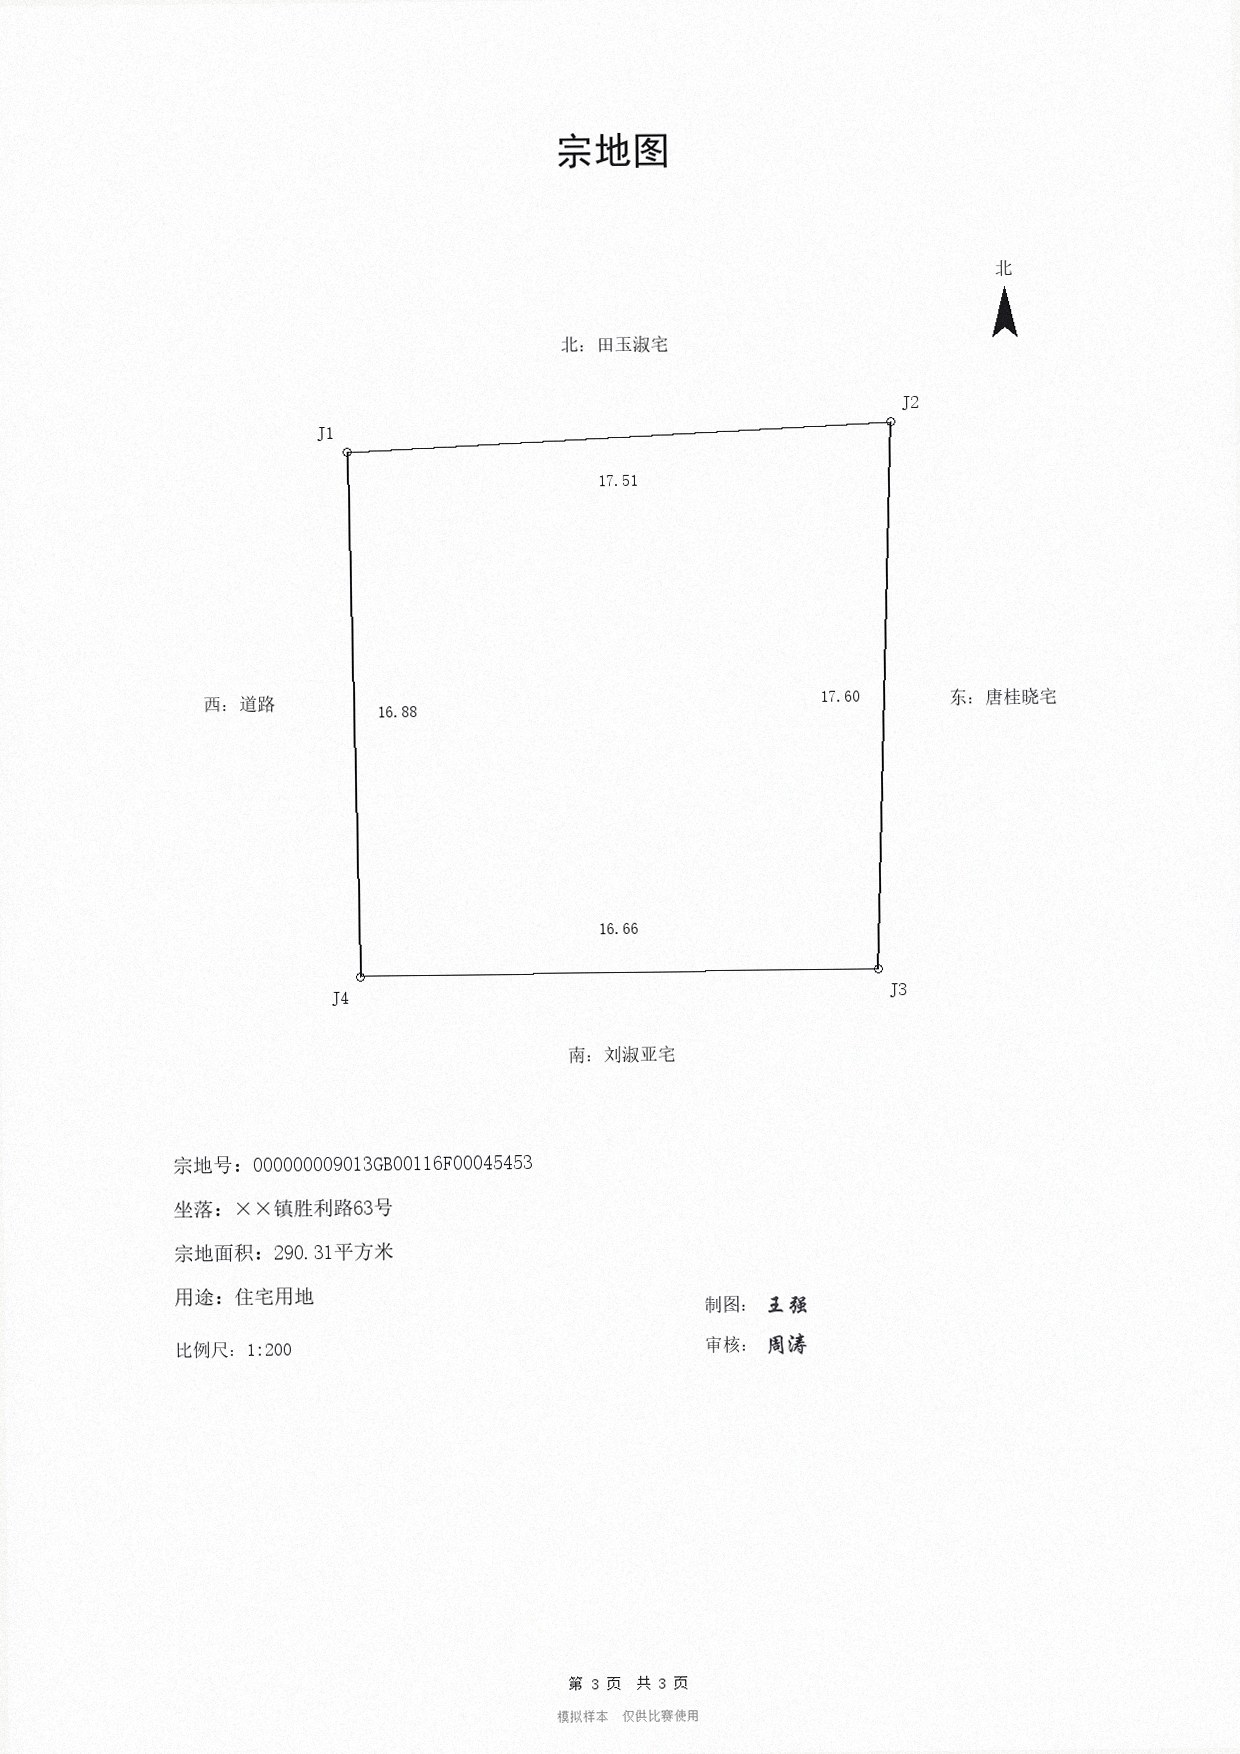 宗地图
北
北：田玉淑宅
J2
J1
17.51
17.60
东：唐桂晓宅
西：道路
16.88
16.66
J3
J4
南：刘淑亚宅
宗地号：000000009013GB00116F00045453
坐落：××镇胜利路63号
宗地面积：290.31平方米
用途：住宅用地
制图：王强
审核：周涛
比例尺：1:200
第 3 页 共 3 页
模拟样本 仅供比赛使用